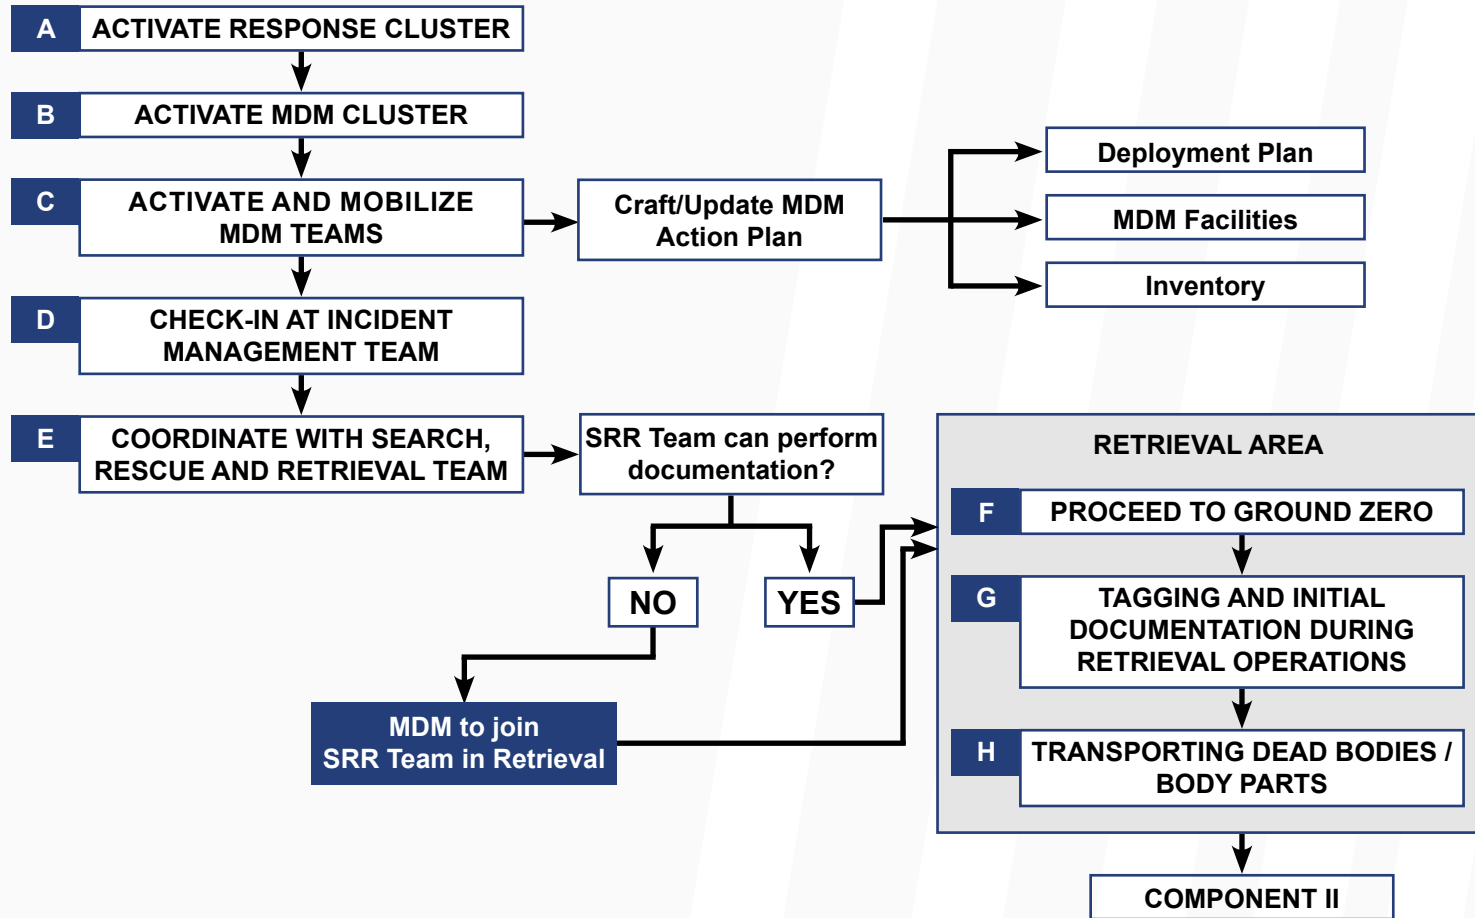 A
ACTIVATE RESPONSE CLUSTER
B
ACTIVATE MDM CLUSTER
C
ACTIVATE AND MOBILIZE
MDM TEAMS
Craft/Update MDM
Action Plan
Deployment Plan
MDM Facilities
Inventory
D
CHECK-IN AT INCIDENT
MANAGEMENT TEAM
E
COORDINATE WITH SEARCH,
RESCUE AND RETRIEVAL TEAM
SRR Team can perform
documentation?
NO
YES
MDM to join
SRR Team in Retrieval
RETRIEVAL AREA
F
PROCEED TO GROUND ZERO
G
TAGGING AND INITIAL
DOCUMENTATION DURING
RETRIEVAL OPERATIONS
H
TRANSPORTING DEAD BODIES /
BODY PARTS
COMPONENT II